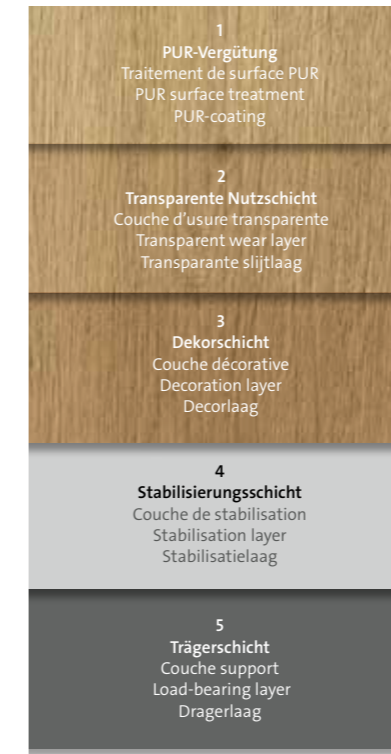 1
PUR-Vergütung
Traitement de surface PUR
PUR surface treatment
PUR-coating
2
Transparente Nutzschicht
Couche d'usure transparente
Transparent wear layer
Transparante slijtlaag
3
Dekorschicht
Couche décorative
Decoration layer
Decorlaag
4
Stabilisierungsschicht
Couche de stabilisation
Stabilisation layer
Stabilisatielaag
5
Trägerschicht
Couche support
Load-bearing layer
Dragerlaag